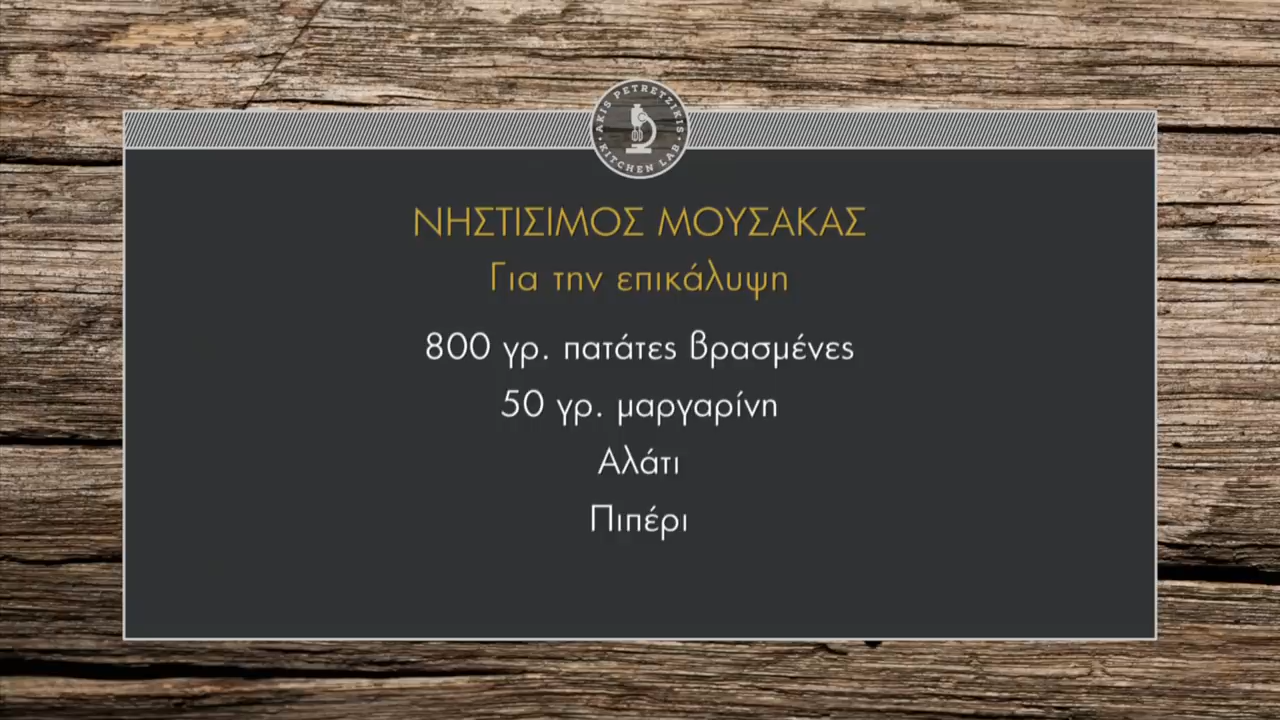 AKIS PETRETZIKIS
KITCHEN LAB
ΝΗΣΤΙΣΙΜΟΣ ΜΟΥΣΑΚΑΣ
Για την επικάλυψη
800 γρ. πατάτες βρασμένες
50 γρ. μαργαρίνη
Αλάτι
Πιπέρι